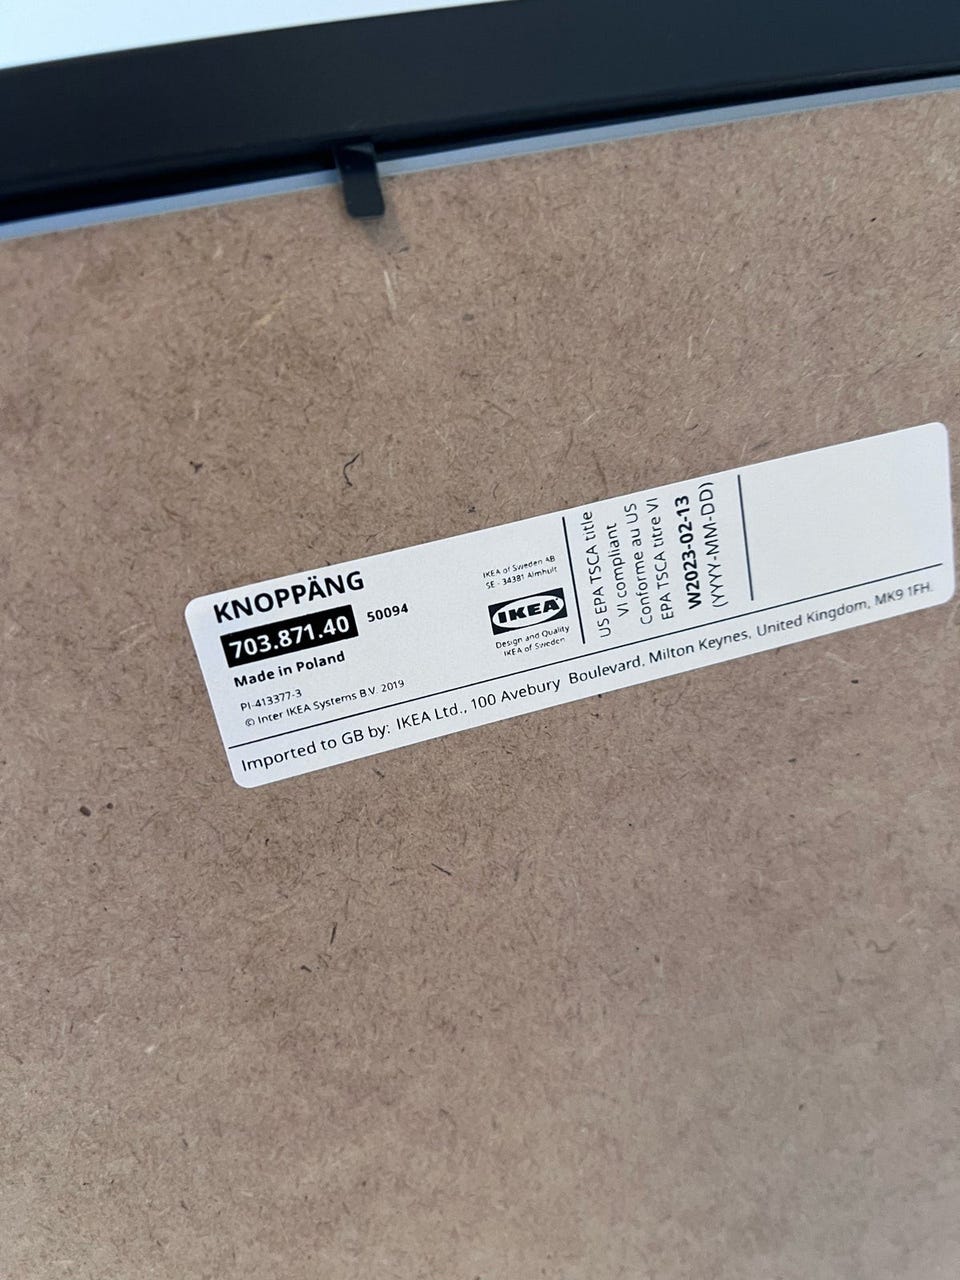 KNOPPÄNG
703.871.40 50094
Made in Poland
PI-413377-3
© Inter IKEA Systems B.V. 2019
IKEA of Sweden AB
SE - 34381 Älmhult
IKEA
Design and Quality
IKEA of Sweden
US EPA TSCA title
VI compliant
Conforme au US
EPA TSCA titre VI
W2023-02-13
(YYYY-MM-DD)
Imported to GB by: IKEA Ltd., 100 Avebury Boulevard, Milton Keynes, United Kingdom, MK9 1FH.